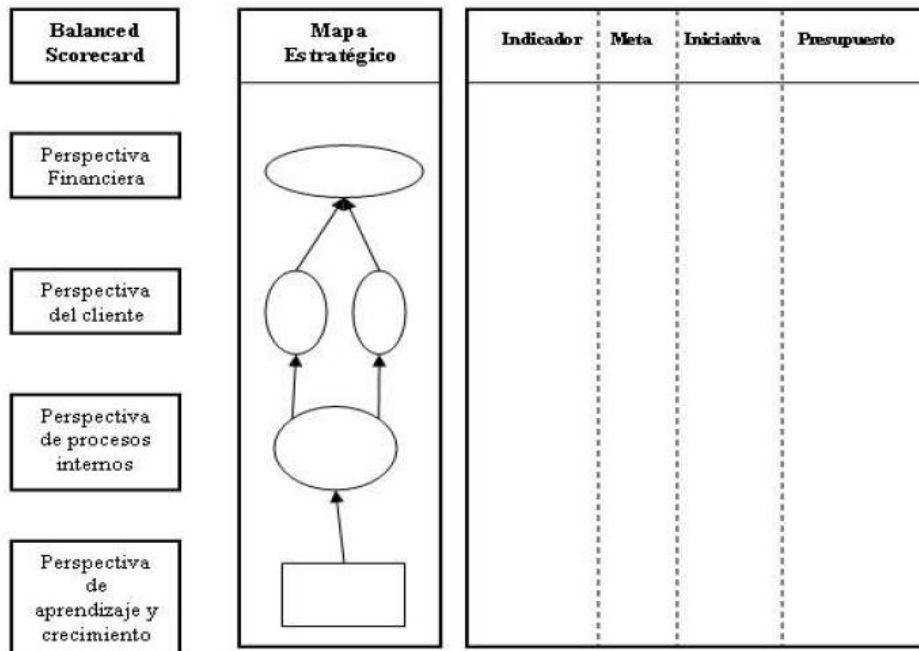 Balanced
Scorecard
Mapa
Estratégico
Indicador
Meta
Iniciativa
Presupuesto
Perspectiva
Financiera
Perspectiva
del cliente
Perspectiva
de procesos
internos
Perspectiva
de
aprendizaje y
crecimiento